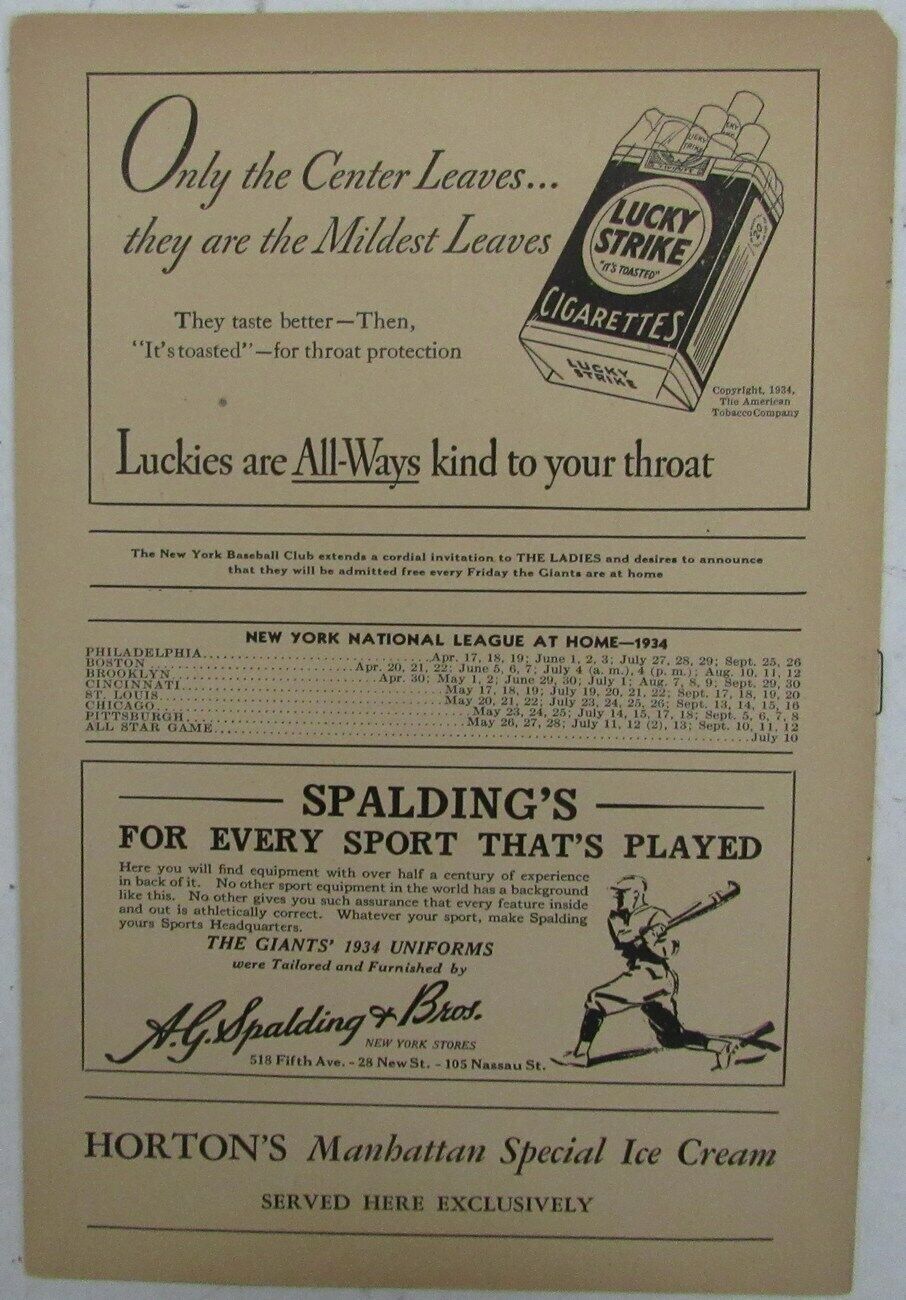 Only the Center Leaves...
they are the Mildest Leaves
They taste better—Then,
"It's toasted"—for throat protection
LUCKY
STRIKE
"IT'S TOASTED"
CIGARETTES
LUCKY
STRIKE
20
Copyright, 1934,
The American
Tobacco Company
Luckies are All-Ways kind to your throat
The New York Baseball Club extends a cordial invitation to THE LADIES and desires to announce
that they will be admitted free every Friday the Giants are at home
NEW YORK NATIONAL LEAGUE AT HOME—1934
PHILADELPHIA....Apr. 17, 18, 19; June 1, 2, 3; July 27, 28, 29; Sept. 25, 26
BOSTON....Apr. 20, 21, 22; June 5, 6, 7; July 4 (a. m.), 4 (p. m.); Aug. 10, 11, 12
BROOKLYN....Apr. 30; May 1, 2; June 29, 30; July 1; Aug. 7, 8, 9; Sept. 29, 30
CINCINNATI....May 17, 18, 19; July 19, 20, 21, 22; Sept. 17, 18, 19, 20
ST. LOUIS....May 20, 21, 22; July 23, 24, 25, 26; Sept. 13, 14, 15, 16
CHICAGO....May 23, 24, 25; July 14, 15, 17, 18; Sept. 5, 6, 7, 8
PITTSBURGH....May 26, 27, 28; July 11, 12 (2), 13; Sept. 10, 11, 12
ALL STAR GAME....July 10
SPALDING'S
FOR EVERY SPORT THAT'S PLAYED
Here you will find equipment with over half a century of experience
in back of it. No other sport equipment in the world has a background
like this. No other gives you such assurance that every feature inside
and out is athletically correct. Whatever your sport, make Spalding
yours Sports Headquarters.
THE GIANTS' 1934 UNIFORMS
were Tailored and Furnished by
A.G. Spalding & Bros.
NEW YORK STORES
518 Fifth Ave. - 28 New St. - 105 Nassau St.
HORTON'S Manhattan Special Ice Cream
SERVED HERE EXCLUSIVELY